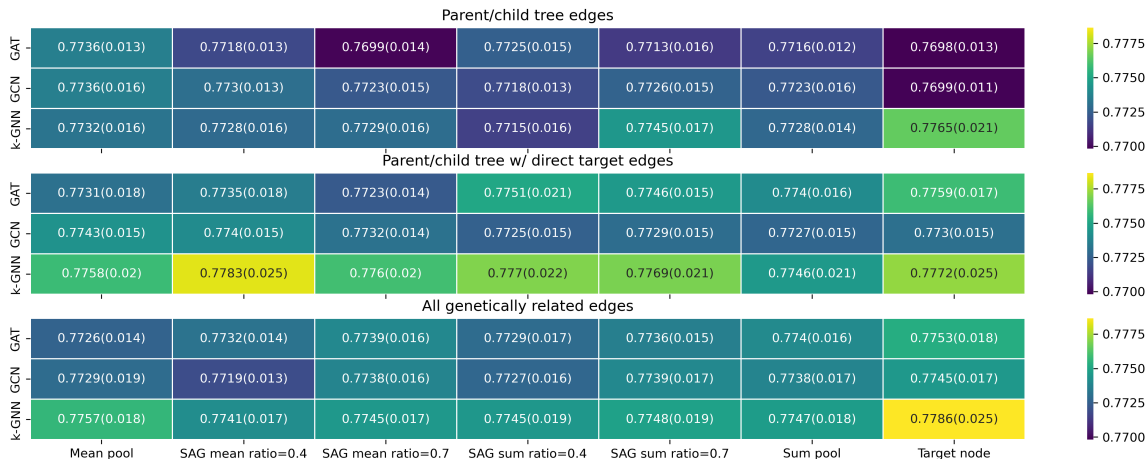 Parent/child tree edges
GAT 0.7736(0.013) 0.7718(0.013) 0.7699(0.014) 0.7725(0.015) 0.7713(0.016) 0.7716(0.012) 0.7698(0.013)
GCN 0.7736(0.016) 0.773(0.013) 0.7723(0.015) 0.7718(0.013) 0.7726(0.015) 0.7723(0.016) 0.7699(0.011)
k-GNN 0.7732(0.016) 0.7728(0.016) 0.7729(0.016) 0.7715(0.016) 0.7745(0.017) 0.7728(0.014) 0.7765(0.021)
0.7775
0.7750
0.7725
0.7700
Parent/child tree w/ direct target edges
GAT 0.7731(0.018) 0.7735(0.018) 0.7723(0.014) 0.7751(0.021) 0.7746(0.015) 0.774(0.016) 0.7759(0.017)
GCN 0.7743(0.015) 0.774(0.015) 0.7732(0.014) 0.7725(0.015) 0.7729(0.015) 0.7727(0.015) 0.773(0.015)
k-GNN 0.7758(0.02) 0.7783(0.025) 0.776(0.02) 0.777(0.022) 0.7769(0.021) 0.7746(0.021) 0.7772(0.025)
0.7775
0.7750
0.7725
0.7700
All genetically related edges
GAT 0.7726(0.014) 0.7732(0.014) 0.7739(0.016) 0.7729(0.017) 0.7736(0.015) 0.774(0.016) 0.7753(0.018)
GCN 0.7729(0.019) 0.7719(0.013) 0.7738(0.016) 0.7727(0.016) 0.7739(0.017) 0.7738(0.017) 0.7745(0.017)
k-GNN 0.7757(0.018) 0.7741(0.017) 0.7745(0.017) 0.7745(0.019) 0.7748(0.019) 0.7747(0.018) 0.7786(0.025)
0.7775
0.7750
0.7725
0.7700
Mean pool SAG mean ratio=0.4 SAG mean ratio=0.7 SAG sum ratio=0.4 SAG sum ratio=0.7 Sum pool Target node